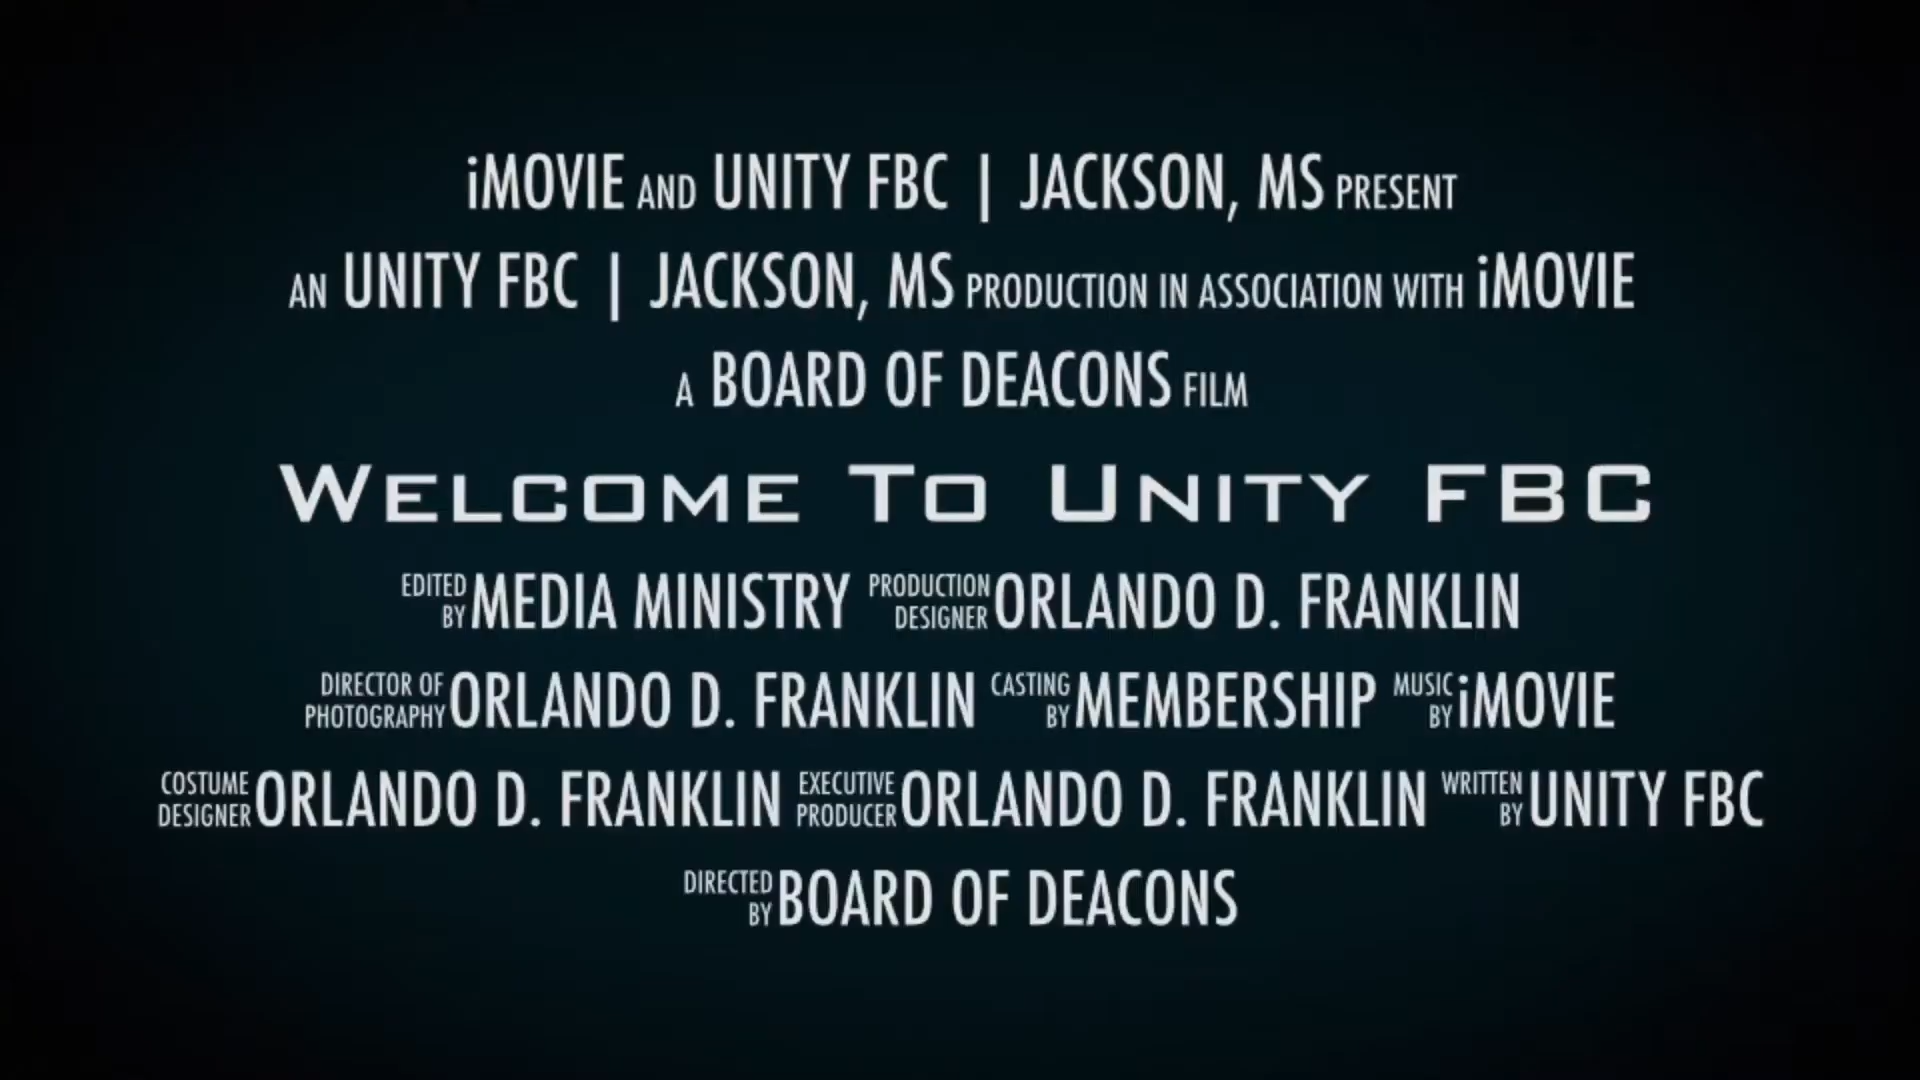 iMOVIE AND UNITY FBC | JACKSON, MS PRESENT
AN UNITY FBC | JACKSON, MS PRODUCTION IN ASSOCIATION WITH iMOVIE
A BOARD OF DEACONS FILM
WELCOME TO UNITY FBC
EDITED BY MEDIA MINISTRY PRODUCTION DESIGNER ORLANDO D. FRANKLIN
DIRECTOR OF PHOTOGRAPHY ORLANDO D. FRANKLIN CASTING BY MEMBERSHIP MUSIC BY iMOVIE
COSTUME DESIGNER ORLANDO D. FRANKLIN EXECUTIVE PRODUCER ORLANDO D. FRANKLIN WRITTEN BY UNITY FBC
DIRECTED BY BOARD OF DEACONS